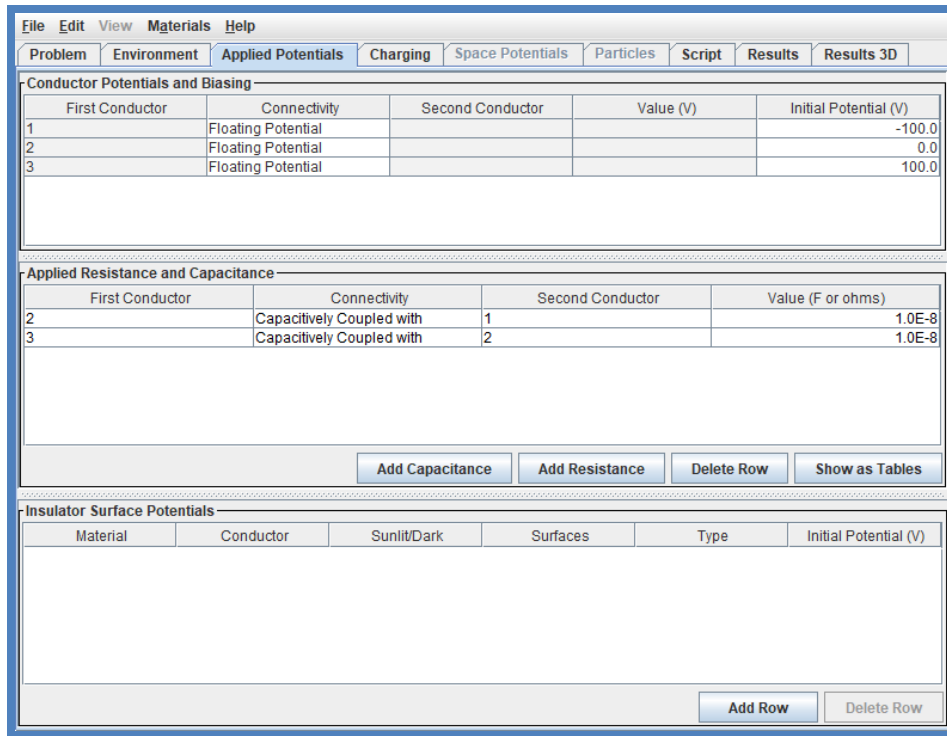 File Edit View Materials Help
Problem Environment Applied Potentials Charging Space Potentials Particles Script Results Results 3D
Conductor Potentials and Biasing
First Conductor Connectivity Second Conductor Value (V) Initial Potential (V)
1 Floating Potential -100.0
2 Floating Potential 0.0
3 Floating Potential 100.0
Applied Resistance and Capacitance
First Conductor Connectivity Second Conductor Value (F or ohms)
2 Capacitively Coupled with 1 1.0E-8
3 Capacitively Coupled with 2 1.0E-8
Add Capacitance Add Resistance Delete Row Show as Tables
Insulator Surface Potentials
Material Conductor Sunlit/Dark Surfaces Type Initial Potential (V)
Add Row Delete Row